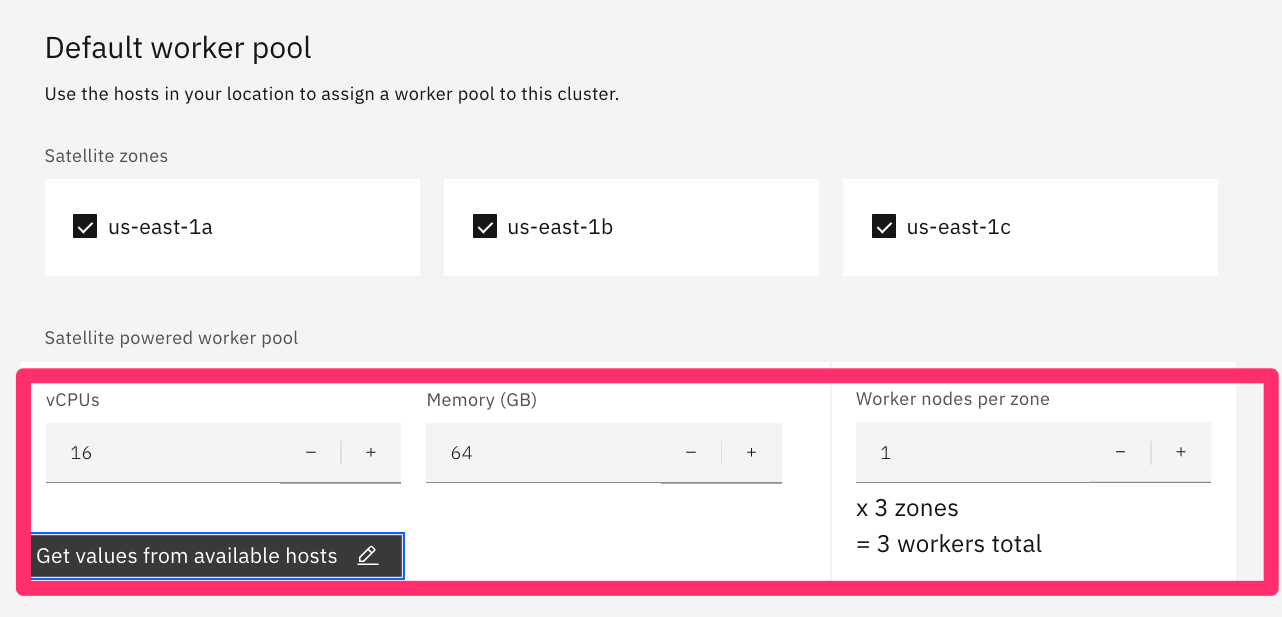 Default worker pool
Use the hosts in your location to assign a worker pool to this cluster.
Satellite zones
us-east-1a
us-east-1b
us-east-1c
Satellite powered worker pool
vCPUs
Memory (GB)
Worker nodes per zone
16 − +
64 − +
1 − +
x 3 zones
= 3 workers total
Get values from available hosts